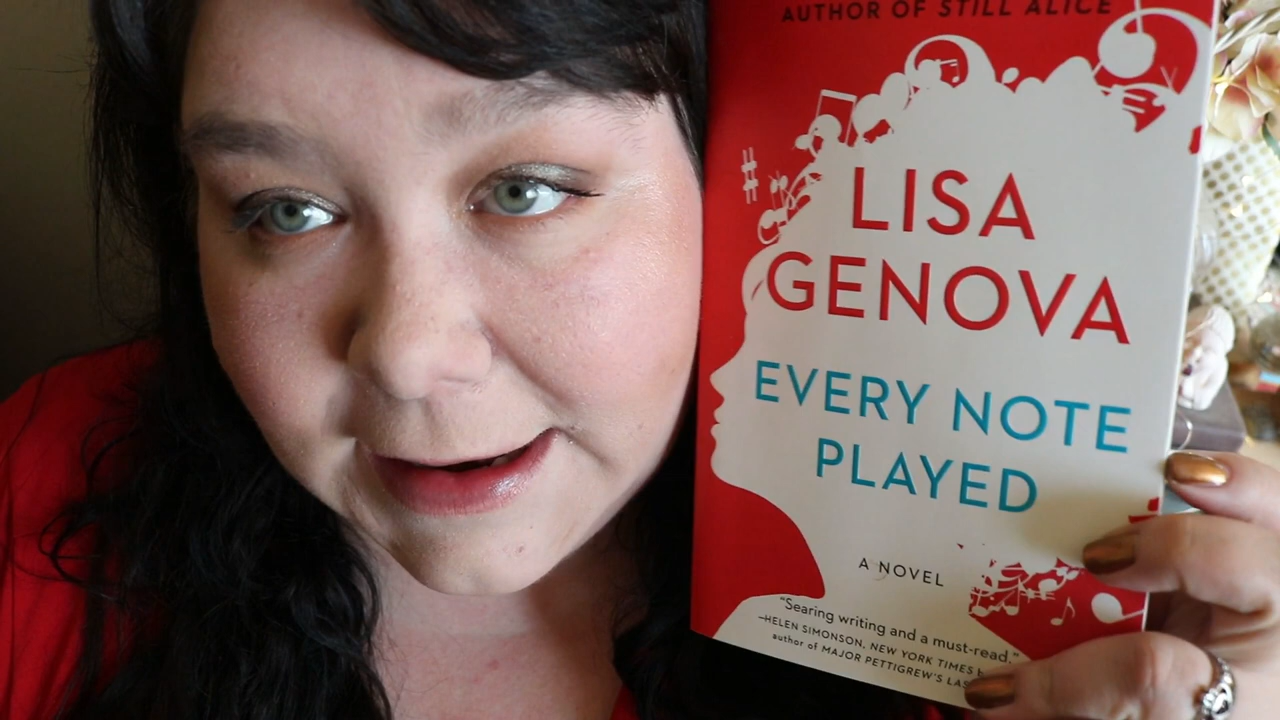 AUTHOR OF STILL ALICE
LISA
GENOVA
EVERY NOTE
PLAYED
A NOVEL
"Searing writing and a must-read."
—HELEN SIMONSON, NEW YORK TIMES
author of MAJOR PETTIGREW'S